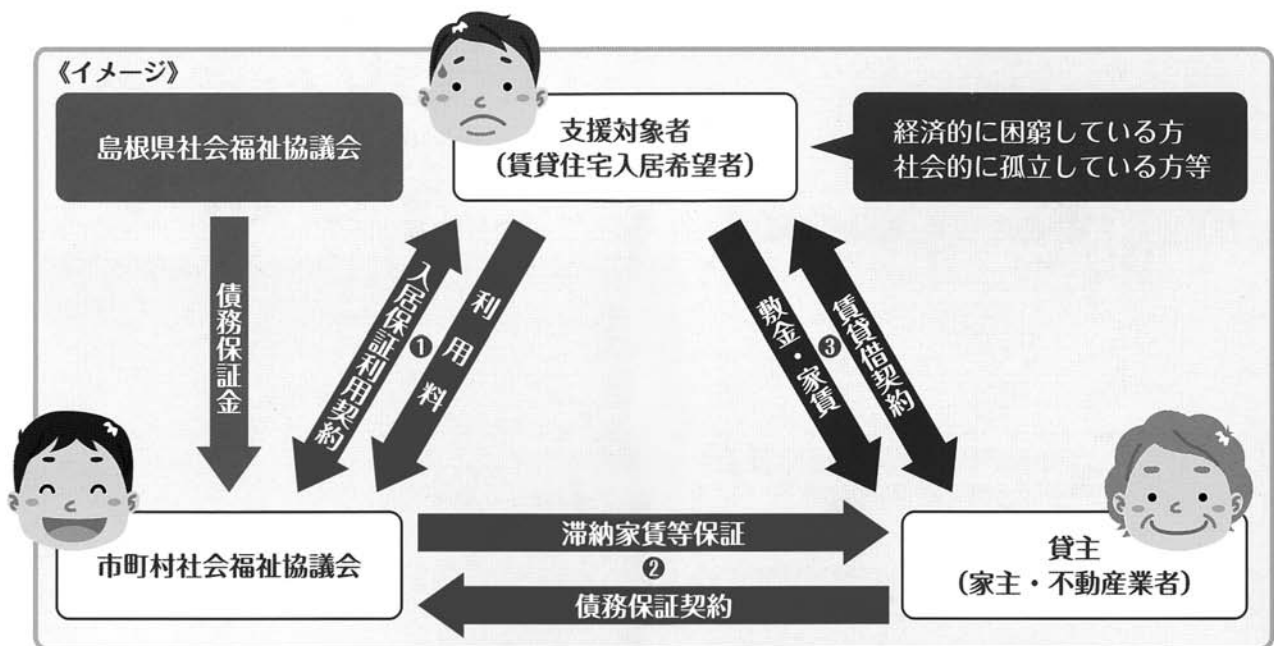 《イメージ》
島根県社会福祉協議会
支援対象者
(賃貸住宅入居希望者)
経済的に困窮している方
社会的に孤立している方等
債務保証金
入居保証利用契約
❶
利用料
敷金・家賃
❸
賃貸借契約
市町村社会福祉協議会
滞納家賃等保証
❷
債務保証契約
貸主
(家主・不動産業者)